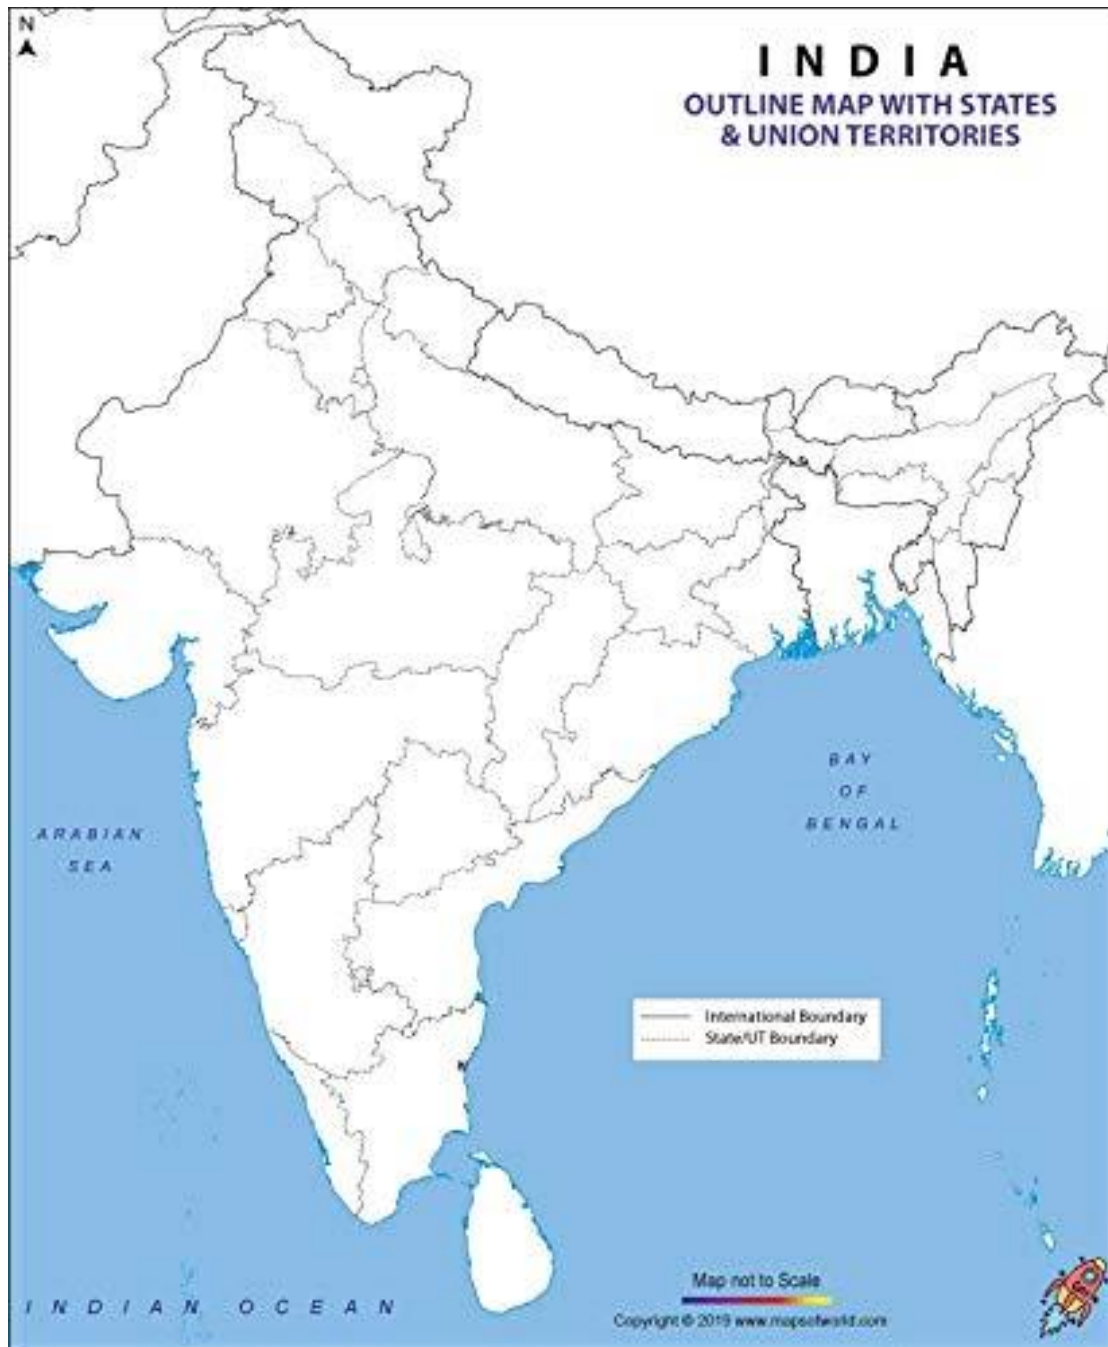 N
INDIA
OUTLINE MAP WITH STATES
& UNION TERRITORIES
BAY
OF
BENGAL
ARABIAN
SEA
International Boundary
State/UT Boundary
Map not to Scale
INDIAN OCEAN
Copyright © 2019 www.mapsofworld.com